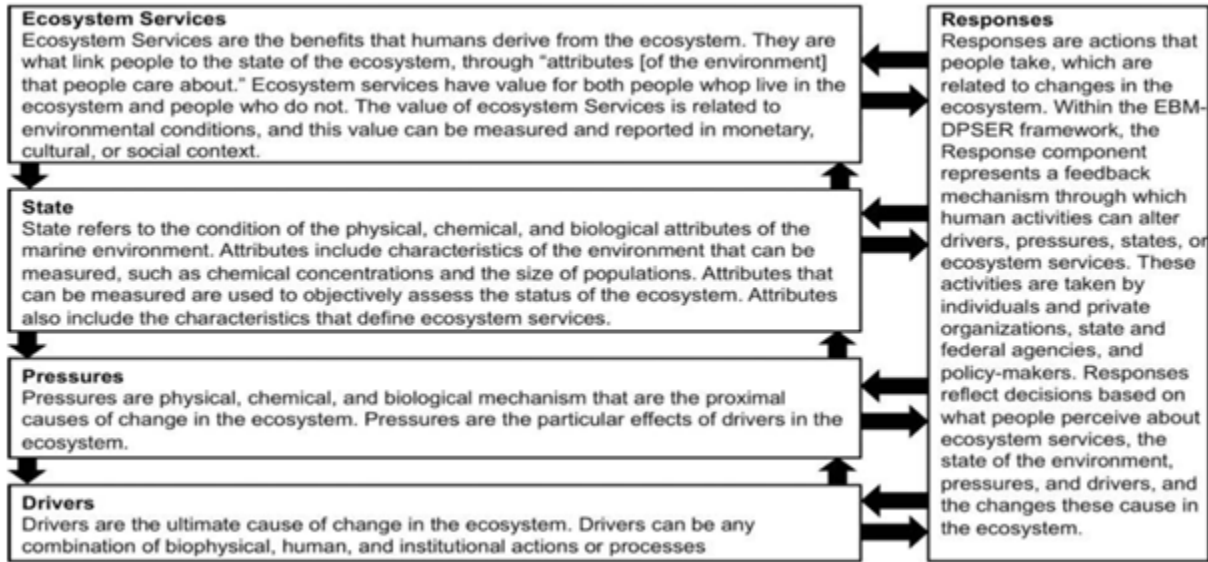 Ecosystem Services
Ecosystem Services are the benefits that humans derive from the ecosystem. They are
what link people to the state of the ecosystem, through “attributes [of the environment]
that people care about.” Ecosystem services have value for both people whop live in the
ecosystem and people who do not. The value of ecosystem Services is related to
environmental conditions, and this value can be measured and reported in monetary,
cultural, or social context.
State
State refers to the condition of the physical, chemical, and biological attributes of the
marine environment. Attributes include characteristics of the environment that can be
measured, such as chemical concentrations and the size of populations. Attributes that
can be measured are used to objectively assess the status of the ecosystem. Attributes
also include the characteristics that define ecosystem services.
Pressures
Pressures are physical, chemical, and biological mechanism that are the proximal
causes of change in the ecosystem. Pressures are the particular effects of drivers in the
ecosystem.
Drivers
Drivers are the ultimate cause of change in the ecosystem. Drivers can be any
combination of biophysical, human, and institutional actions or processes
Responses
Responses are actions that
people take, which are
related to changes in the
ecosystem. Within the EBM-
DPSER framework, the
Response component
represents a feedback
mechanism through which
human activities can alter
drivers, pressures, states, or
ecosystem services. These
activities are taken by
individuals and private
organizations, state and
federal agencies, and
policy-makers. Responses
reflect decisions based on
what people perceive about
ecosystem services, the
state of the environment,
pressures, and drivers, and
the changes these cause in
the ecosystem.